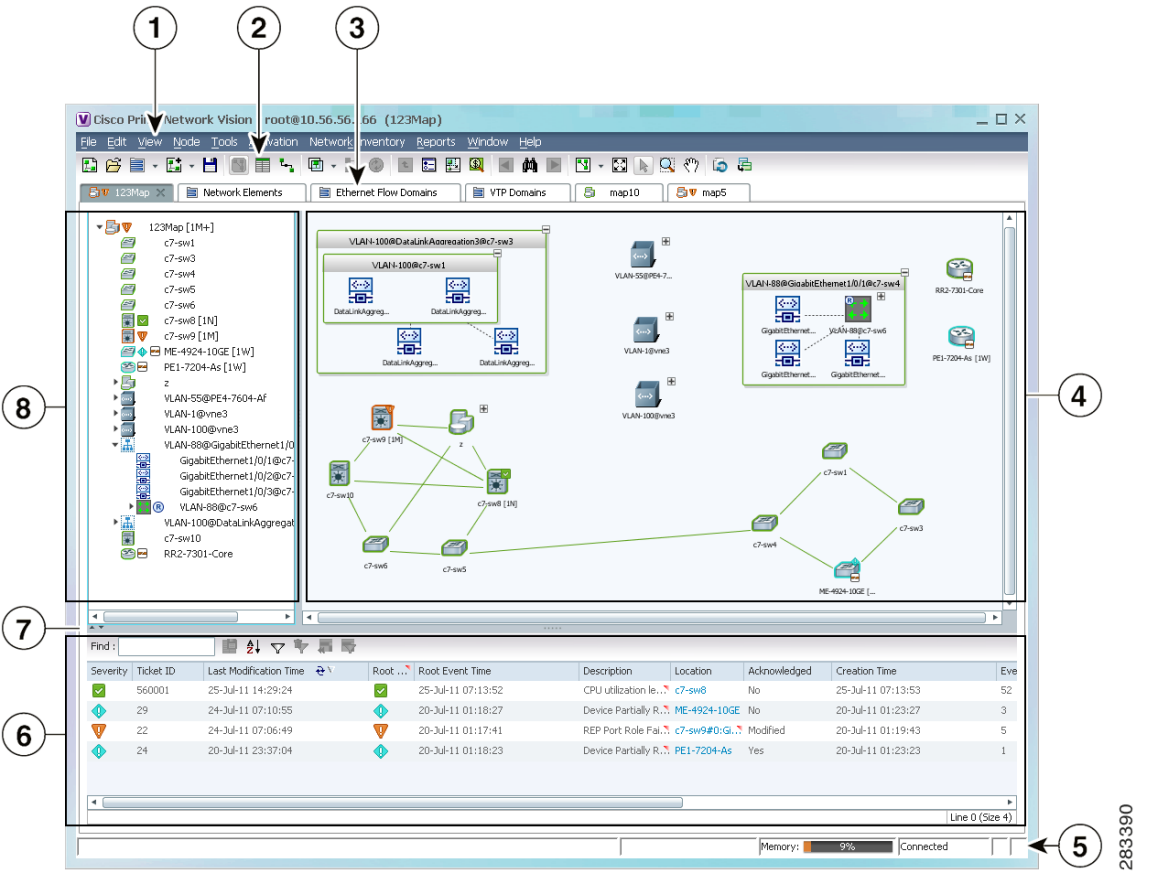 1
2
3
Cisco Prime Network Vision - root@10.56.56.66 (123Map)
File Edit View Node Tools Activation Network Inventory Reports Window Help
123Map Network Elements Ethernet Flow Domains VTP Domains map10 map5
123Map [1M+]
c7-sw1
c7-sw3
c7-sw4
c7-sw5
c7-sw6
c7-sw8 [1N]
c7-sw9 [1M]
ME-4924-10GE [1W]
PE1-7204-As [1W]
z
VLAN-55@PE4-7604-Af
VLAN-1@vne3
VLAN-100@vne3
VLAN-88@GigabitEthernet1/0
GigabitEthernet1/0/1@c7-
GigabitEthernet1/0/2@c7-
GigabitEthernet1/0/3@c7-
VLAN-88@c7-sw6
VLAN-100@DataLinkAggregat
c7-sw10
RR2-7301-Core
VLAN-100@DataLinkAggregation3@c7-sw3
VLAN-100@c7-sw1
DataLinkAggreg... DataLinkAggreg...
DataLinkAggreg... DataLinkAggreg...
VLAN-55@PE4-7...
VLAN-1@vne3
VLAN-100@vne3
VLAN-88@GigabitEthernet1/0/1@c7-sw4
R
GigabitEthernet... VLAN-88@c7-sw6
GigabitEthernet... GigabitEthernet...
RR2-7301-Core
PE1-7204-As [1W]
c7-sw9 [1M]
z
c7-sw10
c7-sw8 [1N]
c7-sw6
c7-sw5
c7-sw1
c7-sw3
c7-sw4
ME-4924-10GE [...
4
8
7
Find :
Severity Ticket ID Last Modification Time Root ... Root Event Time Description Location Acknowledged Creation Time Eve
560001 25-Jul-11 14:29:24 25-Jul-11 07:13:52 CPU utilization le... c7-sw8 No 25-Jul-11 07:13:53 52
29 24-Jul-11 07:10:55 20-Jul-11 01:18:27 Device Partially R... ME-4924-10GE No 20-Jul-11 01:23:27 3
22 24-Jul-11 07:06:49 20-Jul-11 01:17:41 REP Port Role Fai... c7-sw9#0:Gi... Modified 20-Jul-11 01:19:43 5
24 20-Jul-11 23:37:04 20-Jul-11 01:18:23 Device Partially R... PE1-7204-As Yes 20-Jul-11 01:23:23 1
6
Line 0 (Size 4)
Memory: 9% Connected
5
283390